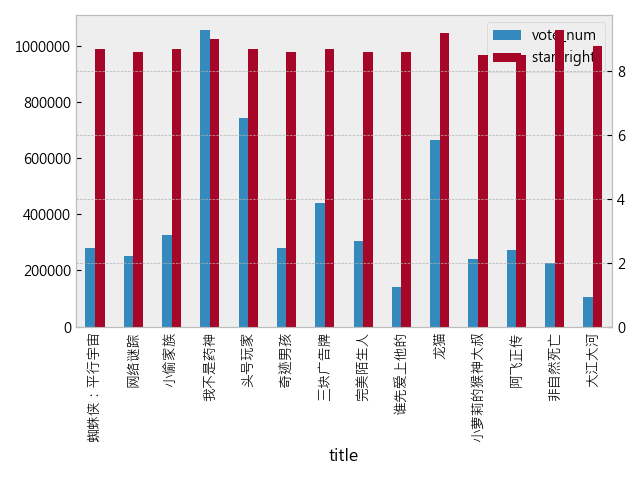 vote_num
star(right)
1000000
800000
600000
400000
200000
0
8
6
4
2
0
蜘蛛侠：平行宇宙
网络谜踪
小偷家族
我不是药神
头号玩家
奇迹男孩
三块广告牌
完美陌生人
谁先爱上他的
龙猫
小萝莉的猴神大叔
阿飞正传
非自然死亡
大江大河
title